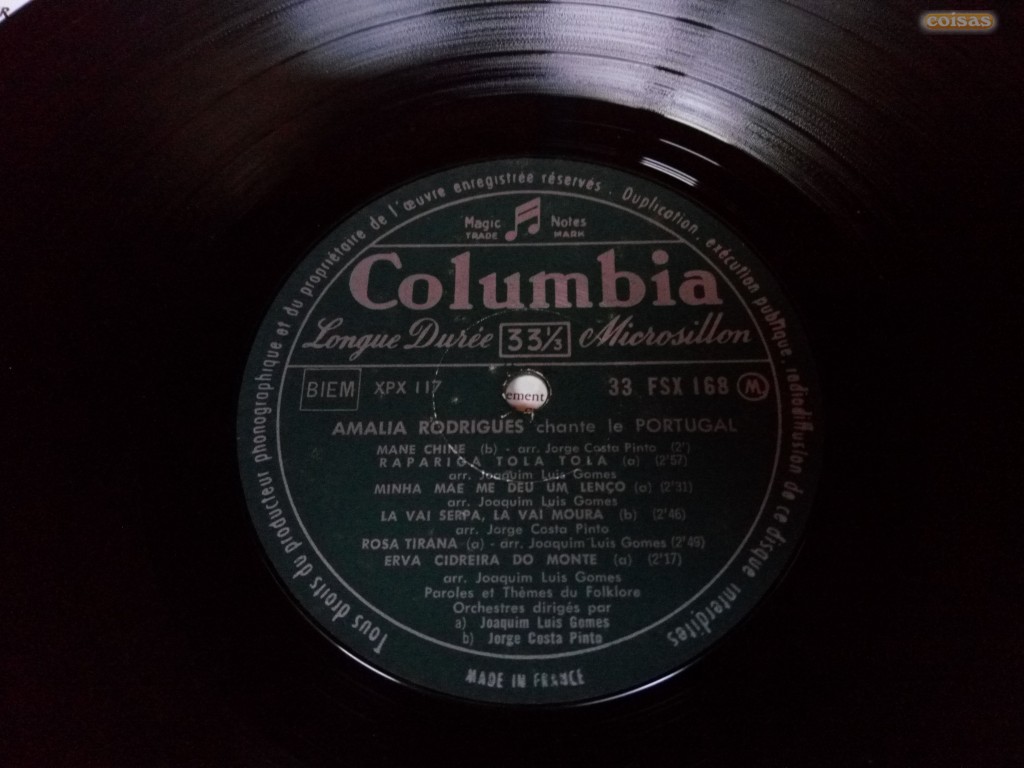 coisas
R
Tous droits du producteur phonographique et du propriétaire de l'œuvre enregistrée réservés · Duplication, exécution publique, radiodiffusion de ce disque interdites
Magic Notes
TRADE MARK
Columbia
Longue Durée 33⅓ Microsillon
BIEM XPX 117 ement 33 FSX 168 M
AMALIA RODRIGUES chante le PORTUGAL
MANE CHINE (b) - arr. Jorge Costa Pinto (2')
RAPARIGA TOLA TOLA (a) (2'57)
arr. Joaquim Luis Gomes
MINHA MAE ME DEU UM LENÇO (a) (2'31)
arr. Joaquim Luis Gomes
LA VAI SERPA, LA VAI MOURA (b) (2'46)
arr. Jorge Costa Pinto
ROSA TIRANA (a) - arr. Joaquim Luis Gomes (2'49)
ERVA CIDREIRA DO MONTE (a) (2'17)
arr. Joaquim Luis Gomes
Paroles et Thèmes du Folklore
Orchestres dirigés par
a) Joaquim Luis Gomes
b) Jorge Costa Pinto
MADE IN FRANCE